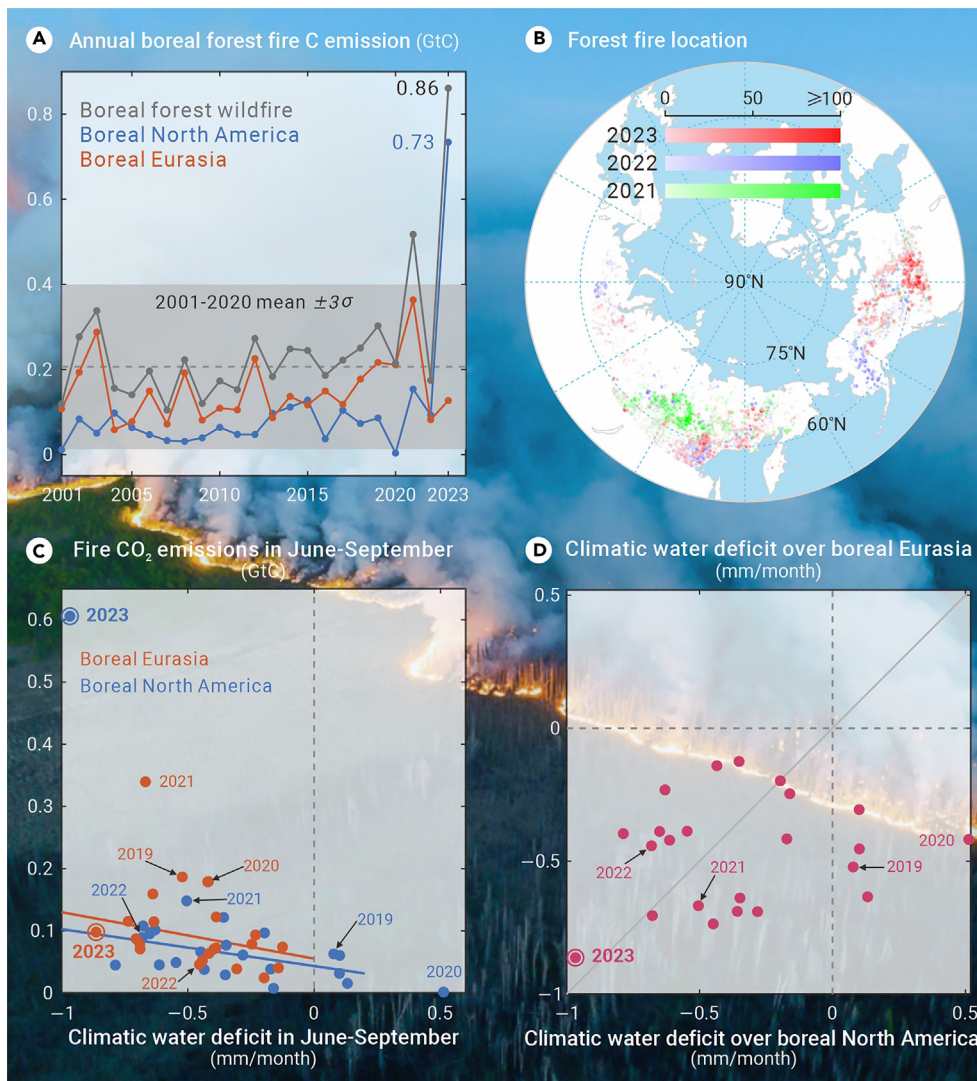 A Annual boreal forest fire C emission (GtC)
0.8
0.6
0.4
0.2
0
Boreal forest wildfire
Boreal North America
Boreal Eurasia
0.86
0.73
2001-2020 mean ±3σ
2001 2005 2010 2015 2020 2023
B Forest fire location
0 50 ⩾100
2023
2022
2021
90°N
75°N
60°N
C Fire CO₂ emissions in June-September
(GtC)
0.6
0.5
0.4
0.3
0.2
0.1
0
2023
Boreal Eurasia
Boreal North America
2021
2019
2020
2022
2021
2019
2023
2022
2020
−1 −0.5 0 0.5
Climatic water deficit in June-September
(mm/month)
D Climatic water deficit over boreal Eurasia
(mm/month)
0.5
0
−0.5
−1
2020
2022
2021
2019
2023
−1 −0.5 0 0.5
Climatic water deficit over boreal North America
(mm/month)